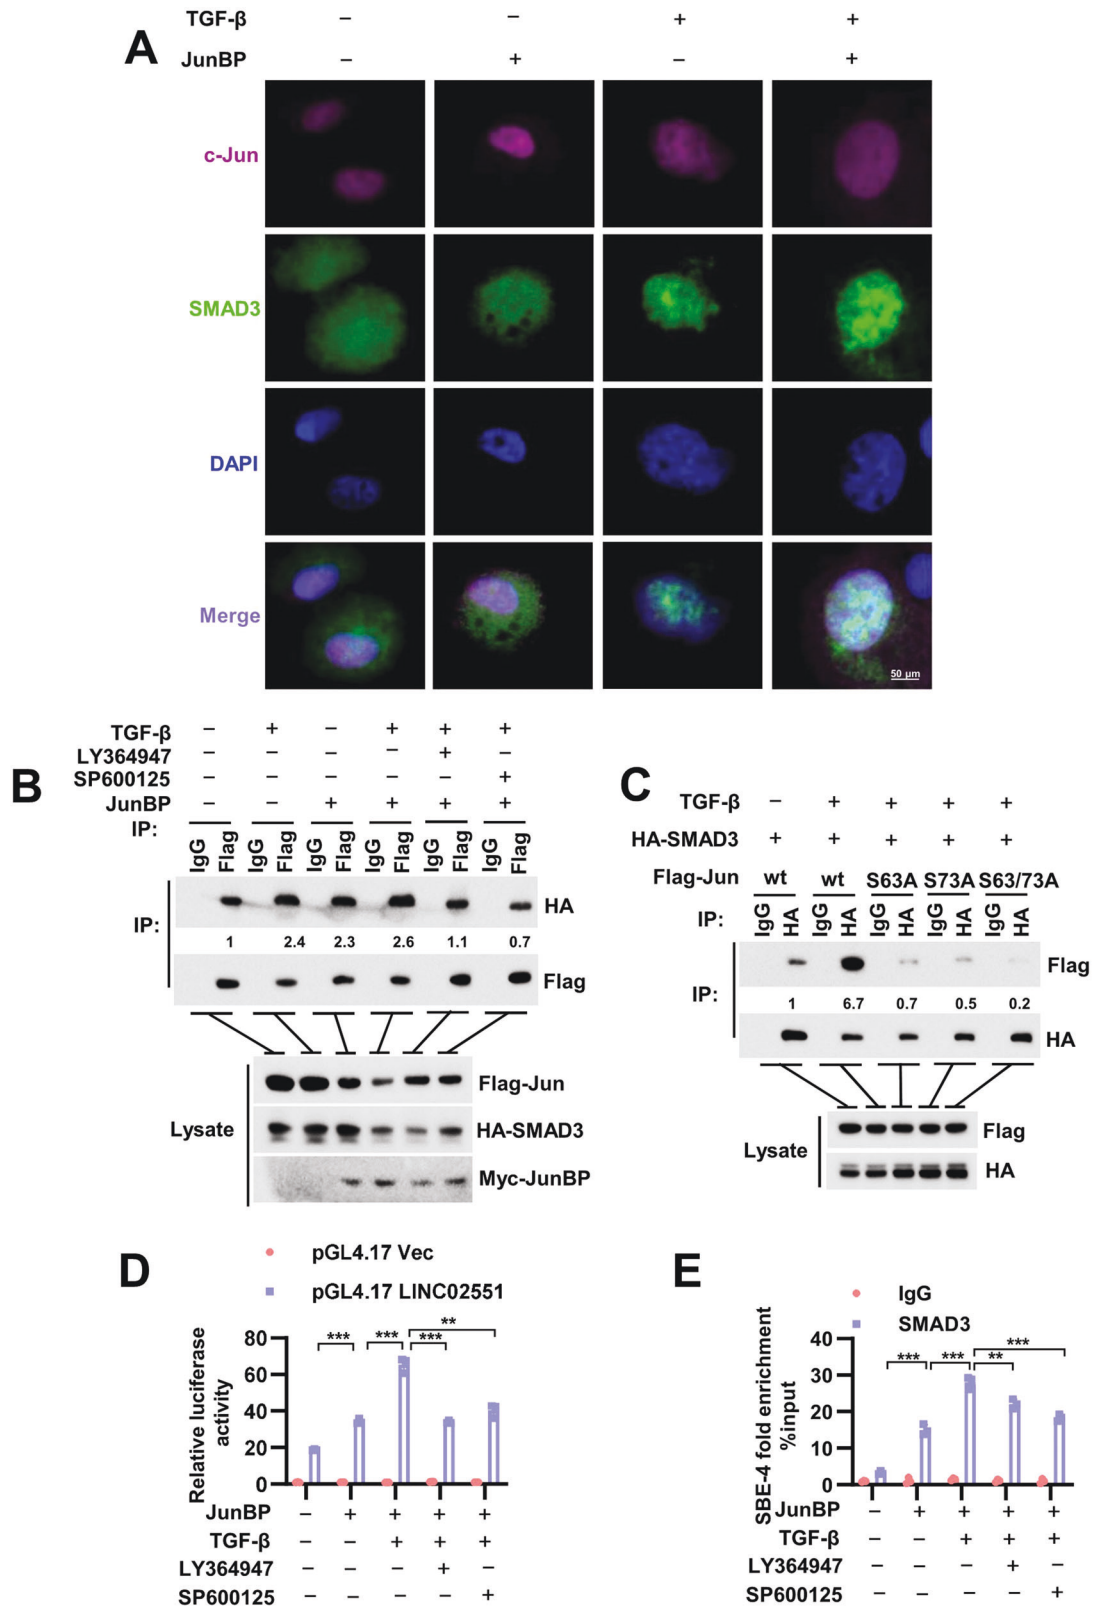 A
TGF-β – – + +
JunBP – + – +
c-Jun
SMAD3
DAPI
Merge
50 μm
B
TGF-β – + – + + +
LY364947 – – – – + –
SP600125 – – – – – +
JunBP – – + + + +
IP:
IgG Flag IgG Flag IgG Flag IgG Flag IgG Flag IgG Flag
IP:
HA
1 2.4 2.3 2.6 1.1 0.7
Flag
Lysate
Flag-Jun
HA-SMAD3
Myc-JunBP
C
TGF-β – + + + +
HA-SMAD3 + + + + +
Flag-Jun wt wt S63A S73A S63/73A
IP: IgG HA IgG HA IgG HA IgG HA IgG HA
IP:
Flag
1 6.7 0.7 0.5 0.2
HA
Lysate
Flag
HA
D
pGL4.17 Vec
pGL4.17 LINC02551
Relative luciferase
activity
80
60
40
20
0
*** *** *** **
JunBP – + + + +
TGF-β – – + + +
LY364947 – – – + –
SP600125 – – – – +
E
IgG
SMAD3
SBE-4 fold enrichment
%input
40
30
20
10
0
*** *** ** ***
JunBP – + + + +
TGF-β – – + + +
LY364947 – – – + –
SP600125 – – – – +